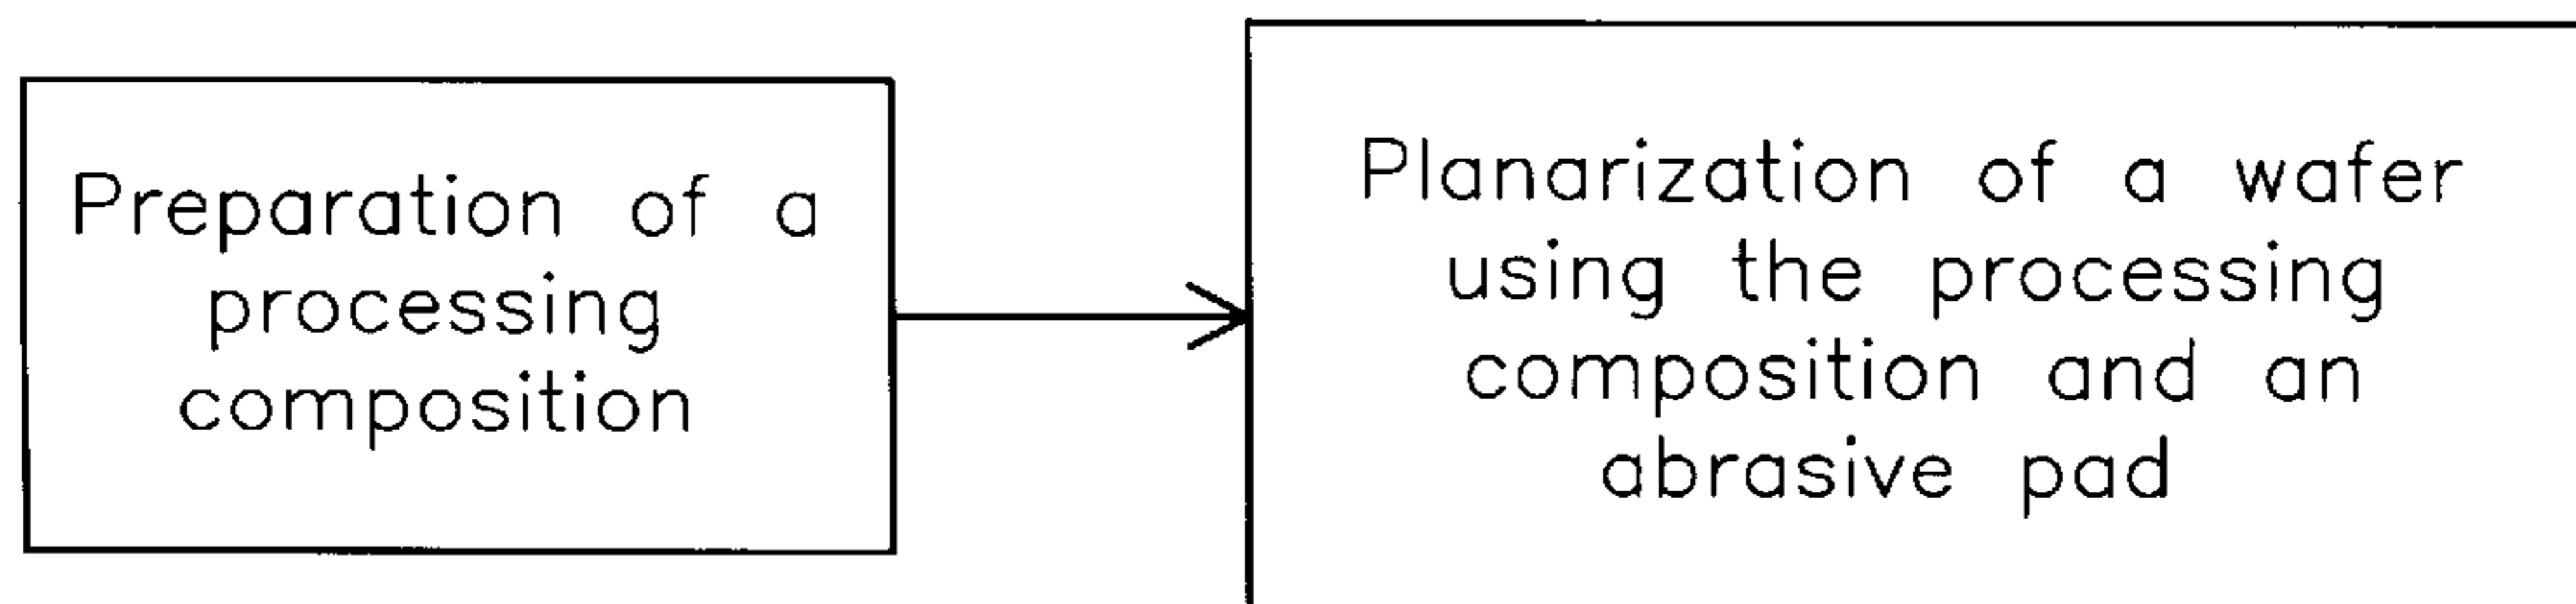 Preparation of a
processing
composition
Planarization of a wafer
using the processing
composition and an
abrasive pad